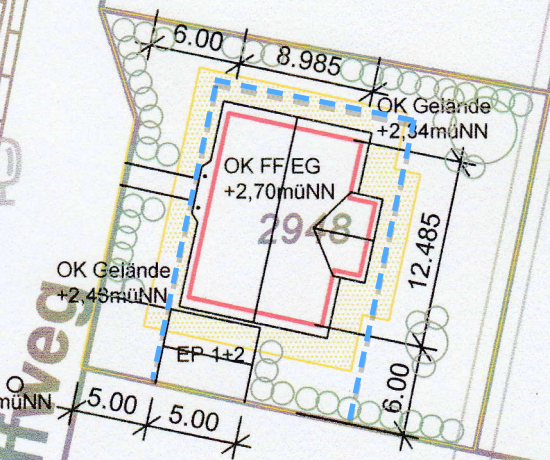 6.00
8.985
OK Gelände
+2,34müNN
OK FF EG
+2,70müNN
2948
12.485
OK Gelände
+2,43müNN
EP 1+2
müNN
5.00
5.00
6.00